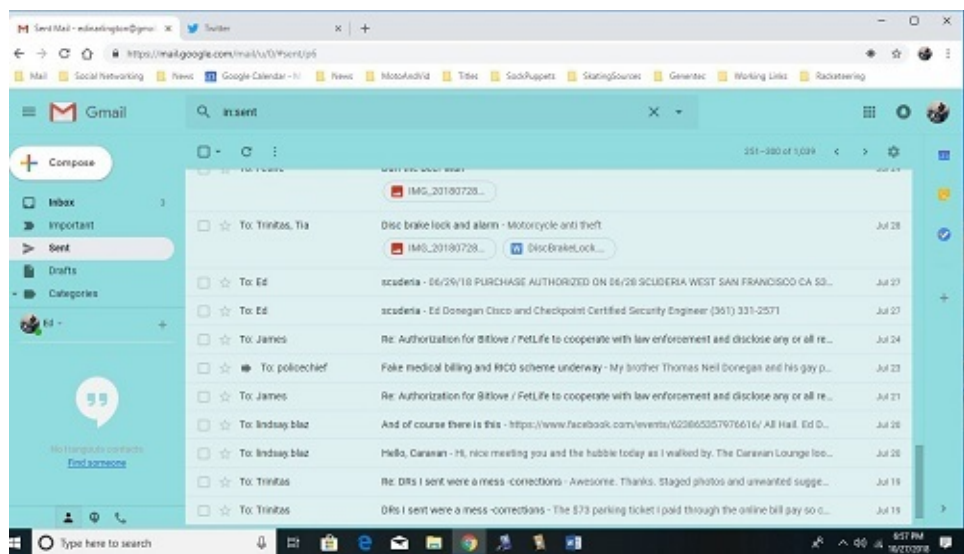 Sent Mail - edinarlington@gmai
Twitter
https://mail.google.com/mail/u/0/#sent/p6
Mail Social Networking News Google Calendar - News MotoAndVid Titles SockPuppets SkatingSources Genentec Working Links Racketeering
Gmail
in:sent
Compose
251–300 of 1,039
IMG_20180728...
Inbox 3
Important
To: Trinitas, Tia Disc brake lock and alarm - Motorcycle anti theft Jul 28
Sent
IMG_20180728... DiscBrakeLock...
Drafts
To: Ed scuderia - 06/29/18 PURCHASE AUTHORIZED ON 06/28 SCUDERIA WEST SAN FRANCISCO CA S3... Jul 27
Categories
To: Ed scuderia - Ed Donegan Cisco and Checkpoint Certified Security Engineer (361) 331-2571 Jul 27
Ed
To: James Re: Authorization for Bitlove / FetLife to cooperate with law enforcement and disclose any or all re... Jul 24
To: policechief Fake medical billing and RICO scheme underway - My brother Thomas Neil Donegan and his gay p... Jul 23
To: James Re: Authorization for Bitlove / FetLife to cooperate with law enforcement and disclose any or all re... Jul 21
To: lindsay.blaz And of course there is this - https://www.facebook.com/events/623865357976616/ All Hail. Ed D... Jul 20
To: lindsay.blaz Hello, Caravan - Hi, nice meeting you and the hubbie today as I walked by. The Caravan Lounge loo... Jul 20
No Hangouts contacts
Find someone
To: Trinitas Re: DRs I sent were a mess -corrections - Awesome. Thanks. Staged photos and unwanted sugge... Jul 19
To: Trinitas DRs I sent were a mess -corrections - The $73 parking ticket I paid through the online bill pay so c... Jul 19
Type here to search
6:57 PM
10/27/2018